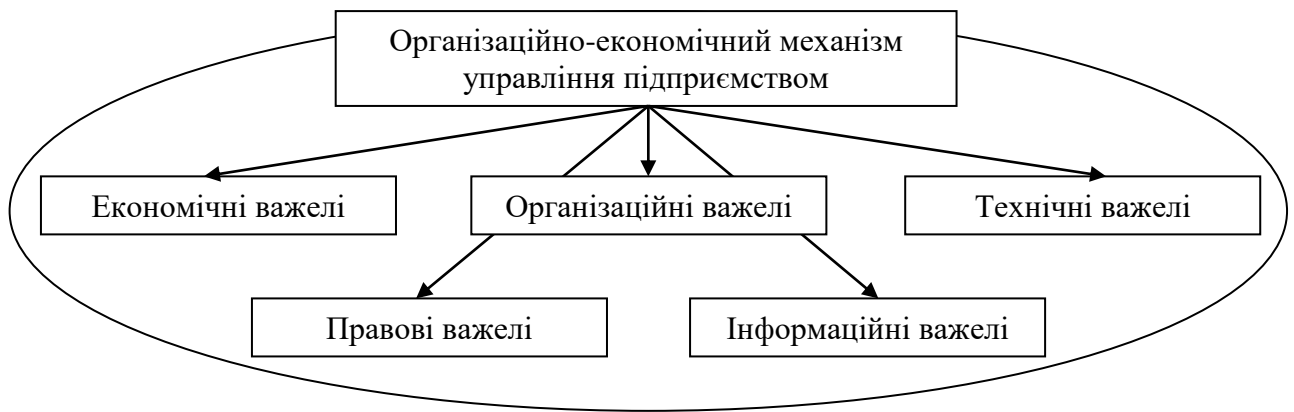 Організаційно-економічний механізм
управління підприємством
Економічні важелі
Організаційні важелі
Технічні важелі
Правові важелі
Інформаційні важелі